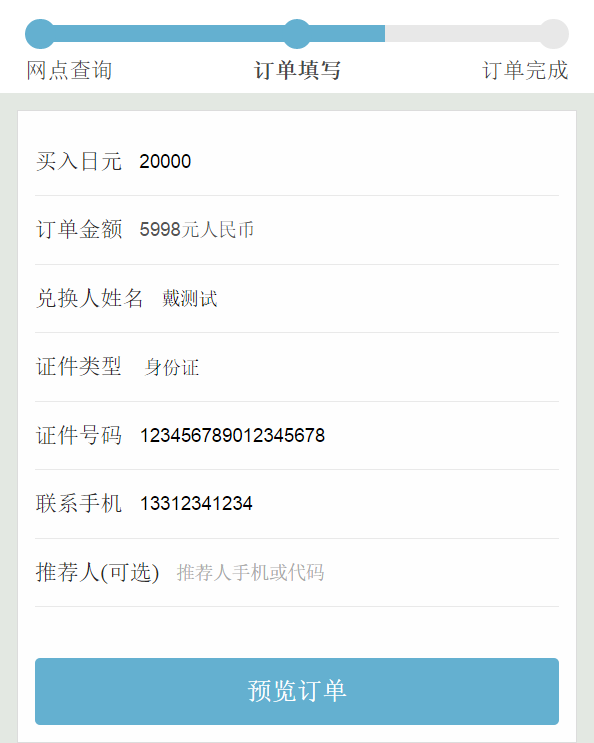 网点查询 订单填写 订单完成
买入日元 20000
订单金额 5998元人民币
兑换人姓名 戴测试
证件类型 身份证
证件号码 123456789012345678
联系手机 13312341234
推荐人(可选) 推荐人手机或代码
预览订单